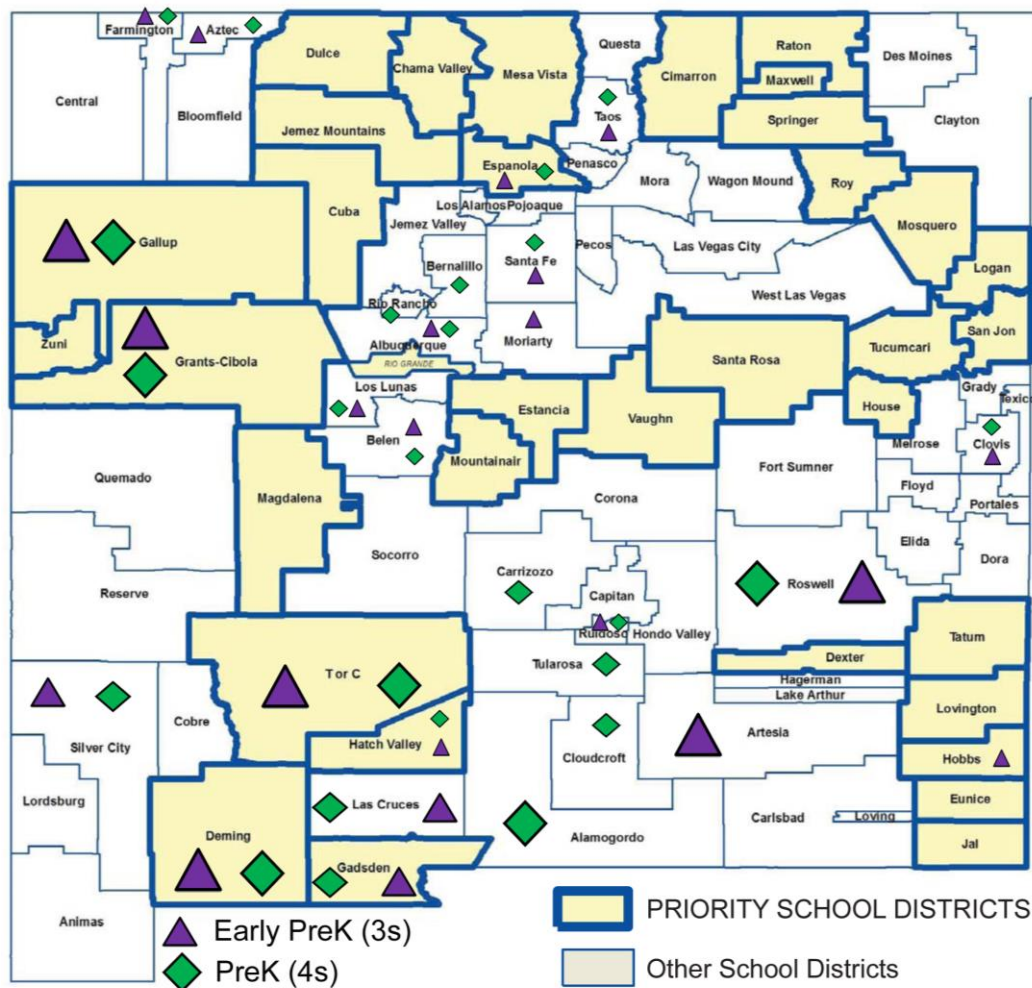 Farmington
Aztec
Dulce
Chama Valley
Mesa Vista
Questa
Cimarron
Raton
Maxwell
Des Moines
Central
Bloomfield
Taos
Springer
Clayton
Jemez Mountains
Espanola
Penasco
Mora
Wagon Mound
Roy
Cuba
Los Alamos
Pojoaque
Jemez Valley
Mosquero
Gallup
Pecos
Las Vegas City
Bernalillo
Santa Fe
Logan
Rio Rancho
West Las Vegas
Zuni
Grants-Cibola
Albuquerque
Moriarty
San Jon
Tucumcari
RIO GRANDE
Santa Rosa
Los Lunas
Grady
Texico
Estancia
Vaughn
House
Belen
Melrose
Clovis
Mountainair
Quemado
Magdalena
Fort Sumner
Floyd
Corona
Portales
Socorro
Elida
Dora
Carrizozo
Roswell
Reserve
Capitan
Ruidoso
Hondo Valley
Tatum
Tularosa
Dexter
T or C
Hagerman
Lake Arthur
Lovington
Cobre
Silver City
Hatch Valley
Cloudcroft
Artesia
Hobbs
Lordsburg
Las Cruces
Eunice
Deming
Alamogordo
Carlsbad
Loving
Jal
Gadsden
Animas
Early PreK (3s)
PreK (4s)
PRIORITY SCHOOL DISTRICTS
Other School Districts